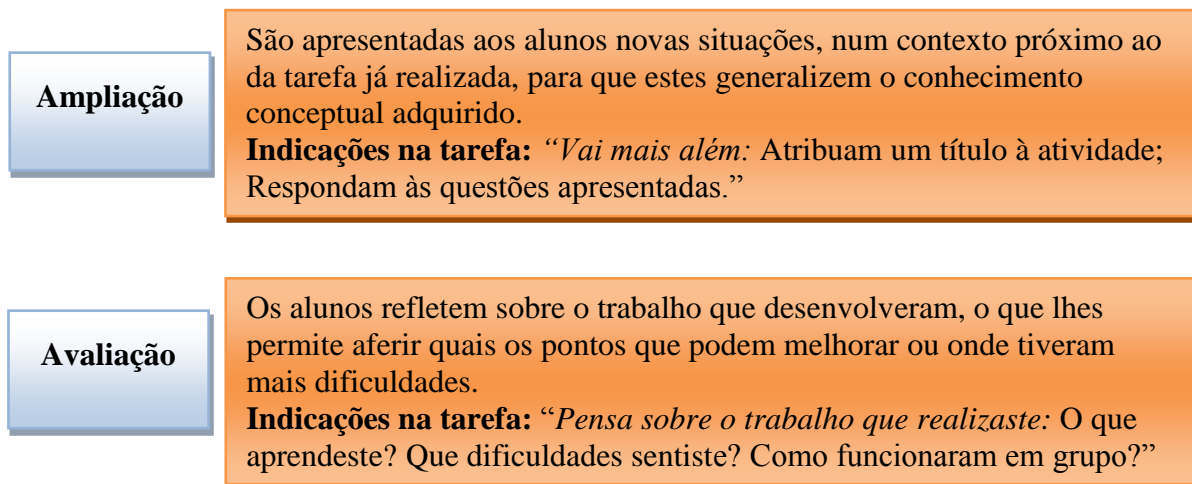 Ampliação
São apresentadas aos alunos novas situações, num contexto próximo ao
da tarefa já realizada, para que estes generalizem o conhecimento
conceptual adquirido.
Indicações na tarefa: “Vai mais além: Atribuam um título à atividade;
Respondam às questões apresentadas.”
Avaliação
Os alunos refletem sobre o trabalho que desenvolveram, o que lhes
permite aferir quais os pontos que podem melhorar ou onde tiveram
mais dificuldades.
Indicações na tarefa: “Pensa sobre o trabalho que realizaste: O que
aprendeste? Que dificuldades sentiste? Como funcionaram em grupo?”